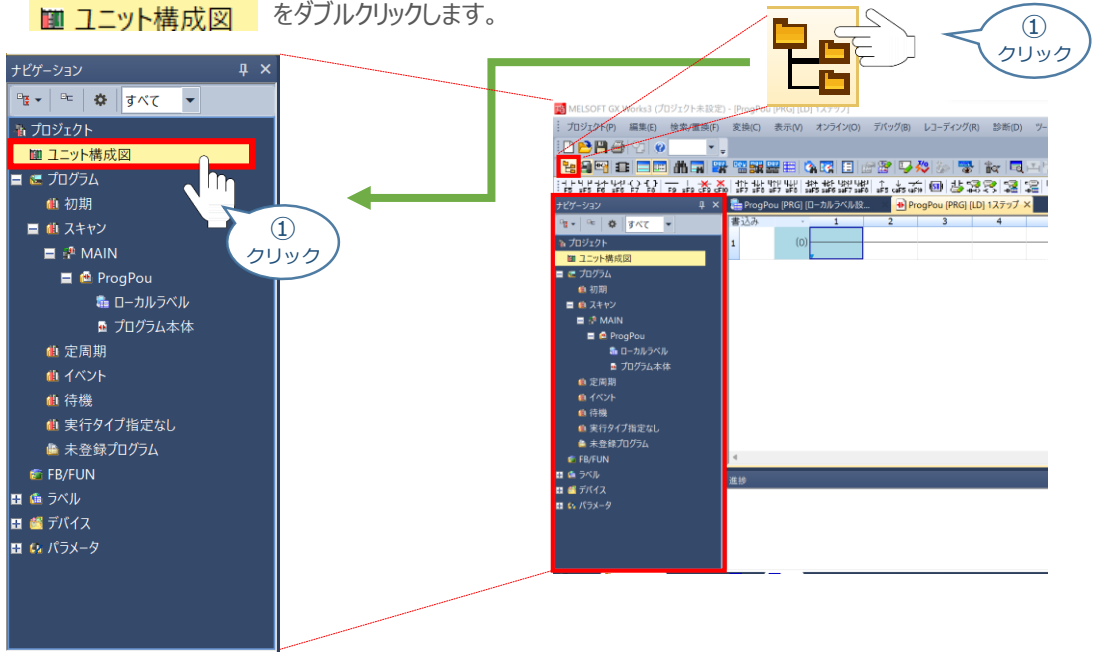 ユニット構成図 をダブルクリックします。
①
クリック
ナビゲーション
すべて
プロジェクト
ユニット構成図
プログラム
初期
スキャン
MAIN
ProgPou
ローカルラベル
プログラム本体
定周期
イベント
待機
実行タイプ指定なし
未登録プログラム
FB/FUN
ラベル
デバイス
パラメータ
①
クリック
MELSOFT GX Works3 (プロジェクト未設定) - [ProgPou [PRG] [LD] 1ステップ]
プロジェクト(P) 編集(E) 検索/置換(F) 変換(C) 表示(V) オンライン(O) デバッグ(B) レコーディング(R) 診断(D) ツー
ナビゲーション
すべて
プロジェクト
ユニット構成図
プログラム
初期
スキャン
MAIN
ProgPou
ローカルラベル
プログラム本体
定周期
イベント
待機
実行タイプ指定なし
未登録プログラム
FB/FUN
ラベル
デバイス
パラメータ
ProgPou [PRG] [ローカルラベル設...
ProgPou [PRG] [LD] 1ステップ
書込み 1 2 3 4
1 (0)
進捗